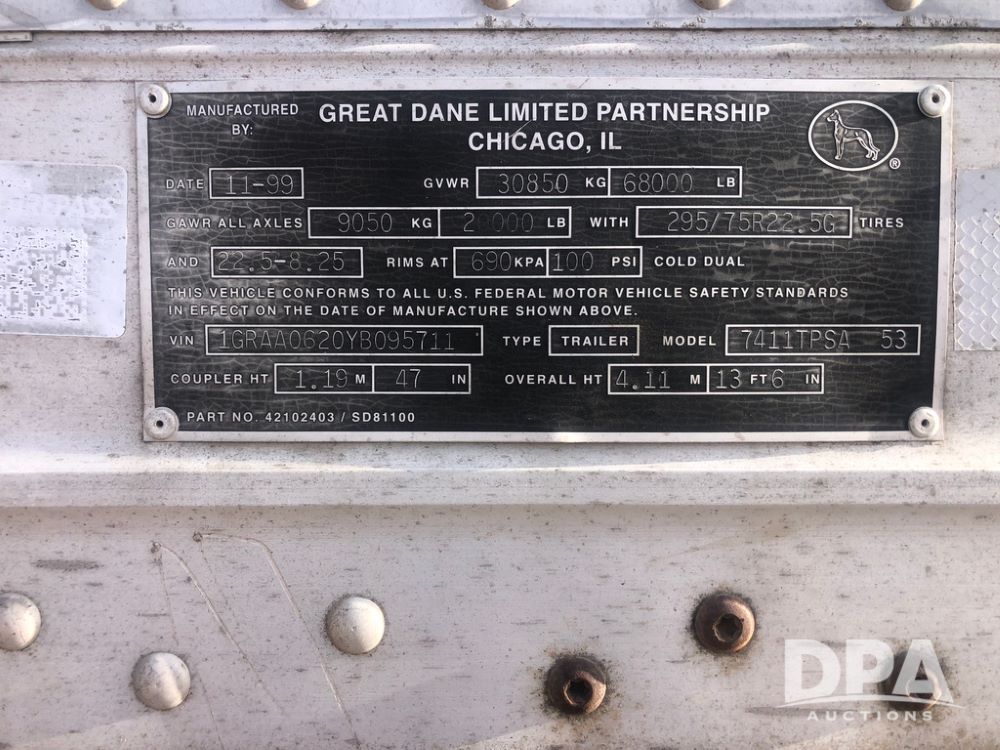 MANUFACTURED BY: GREAT DANE LIMITED PARTNERSHIP
CHICAGO, IL
®
DATE 11-99 GVWR 30850 KG 68000 LB
GAWR ALL AXLES 9050 KG LB WITH 295/75R22.5G TIRES
AND 22.5-8.25 RIMS AT 690 KPA 100 PSI COLD DUAL
THIS VEHICLE CONFORMS TO ALL U.S. FEDERAL MOTOR VEHICLE SAFETY STANDARDS
IN EFFECT ON THE DATE OF MANUFACTURE SHOWN ABOVE.
VIN 1GRAA0620YB095711 TYPE TRAILER MODEL 7411TPSA 53
COUPLER HT 1.19 M 47 IN OVERALL HT 4.11 M 13 FT 6 IN
PART NO. 42102403 / SD81100
DPA
AUCTIONS